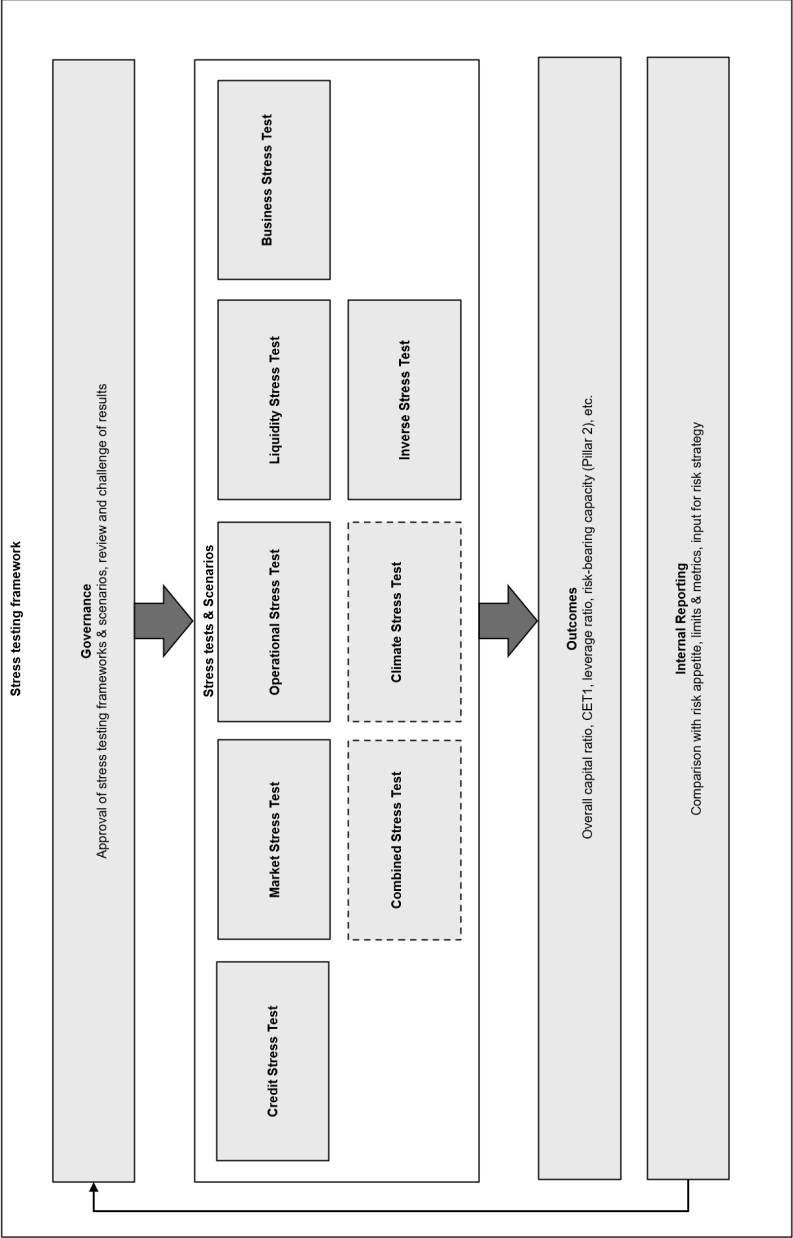 Stress testing framework
Governance
Approval of stress testing frameworks & scenarios, review and challenge of results
Stress tests & Scenarios
Credit Stress Test
Market Stress Test
Operational Stress Test
Liquidity Stress Test
Business Stress Test
Combined Stress Test
Climate Stress Test
Inverse Stress Test
Outcomes
Overall capital ratio, CET1, leverage ratio, risk-bearing capacity (Pillar 2), etc.
Internal Reporting
Comparison with risk appetite, limits & metrics, input for risk strategy